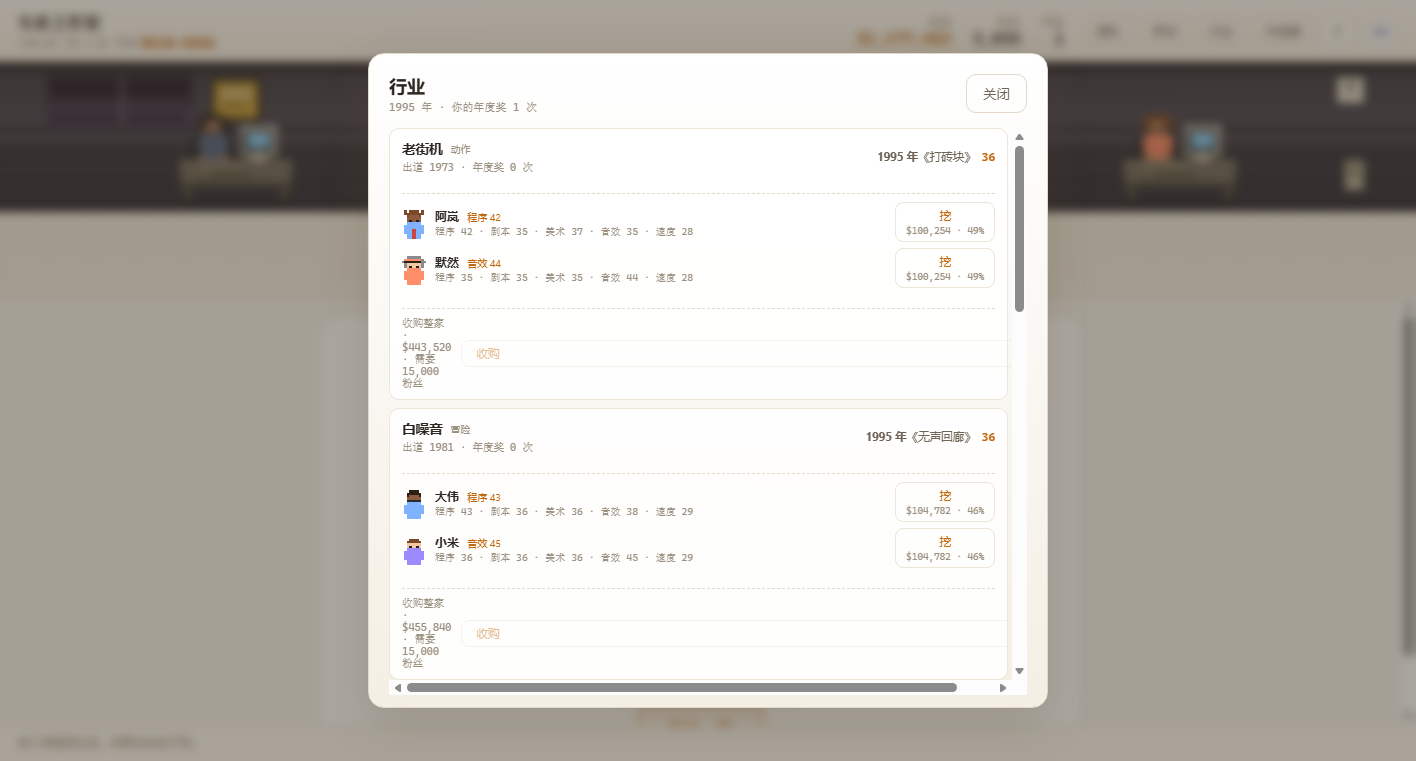 行业
1995 年 · 你的年度奖 1 次
关闭
老街机 动作
出道 1973 · 年度奖 0 次
1995 年《打砖块》 36
阿岚 程序 42
程序 42 · 剧本 35 · 美术 37 · 音效 35 · 速度 28
挖
$100,254 · 49%
默然 音效 44
程序 35 · 剧本 35 · 美术 35 · 音效 44 · 速度 28
挖
$100,254 · 49%
收购整家
·
$443,520
· 需要
15,000
粉丝
收购
白噪音 冒险
出道 1981 · 年度奖 0 次
1995 年《无声回廊》 36
大伟 程序 43
程序 43 · 剧本 36 · 美术 36 · 音效 38 · 速度 29
挖
$104,782 · 46%
小米 音效 45
程序 36 · 剧本 36 · 美术 36 · 音效 45 · 速度 29
挖
$104,782 · 46%
收购整家
·
$455,840
· 需要
15,000
粉丝
收购